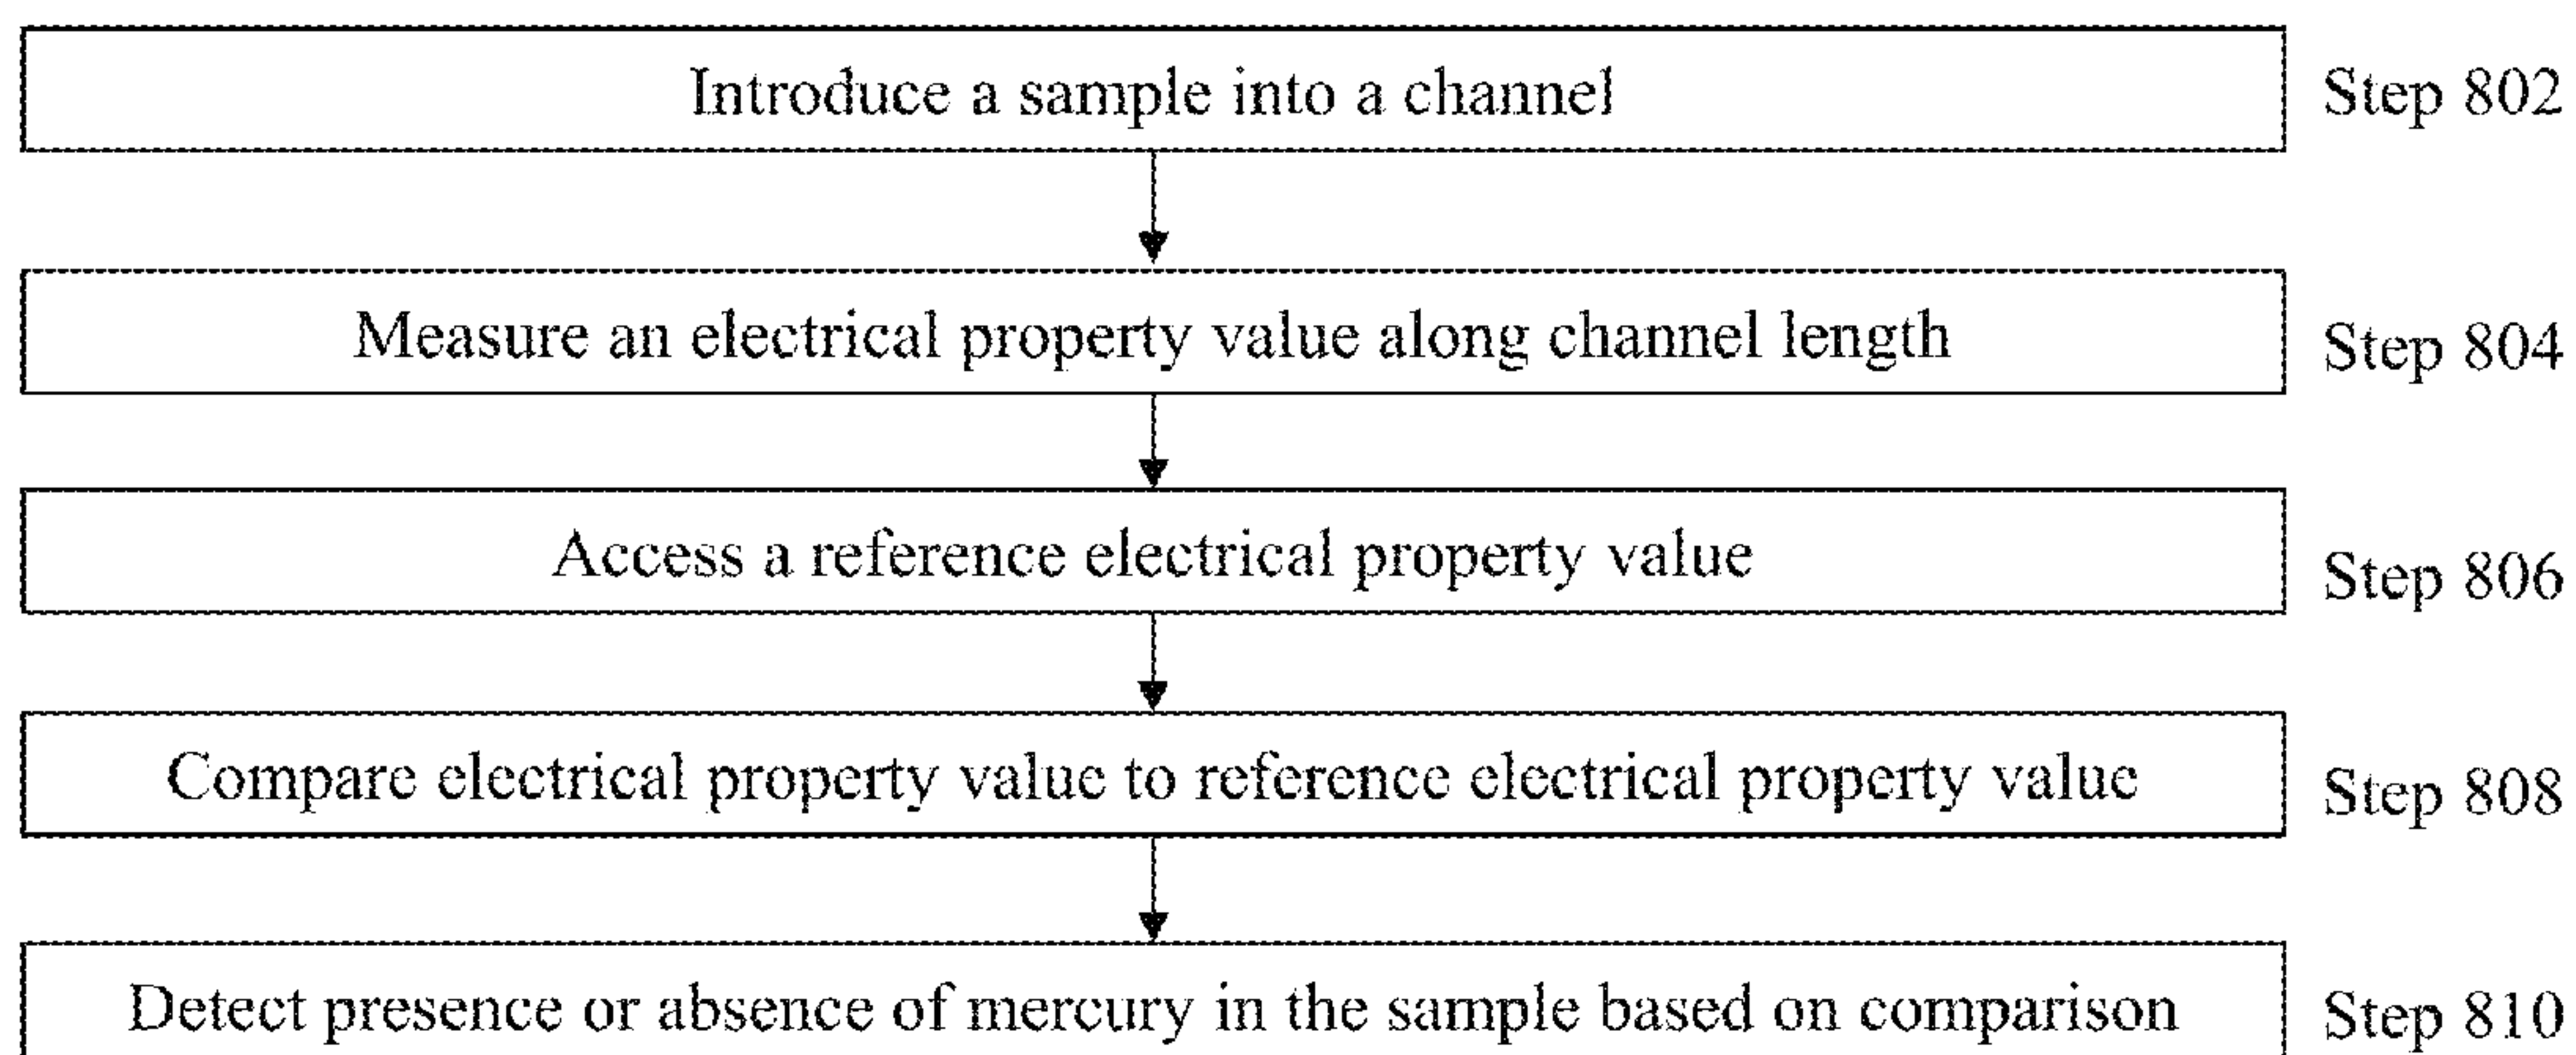 Introduce a sample into a channel
Step 802
Measure an electrical property value along channel length
Step 804
Access a reference electrical property value
Step 806
Compare electrical property value to reference electrical property value
Step 808
Detect presence or absence of mercury in the sample based on comparison
Step 810